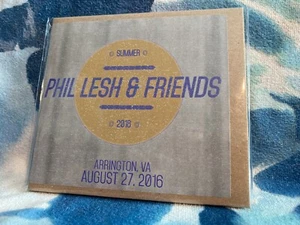 SUMMER
PHIL LESH & FRIENDS
2016
ARRINGTON, VA
AUGUST 27, 2016